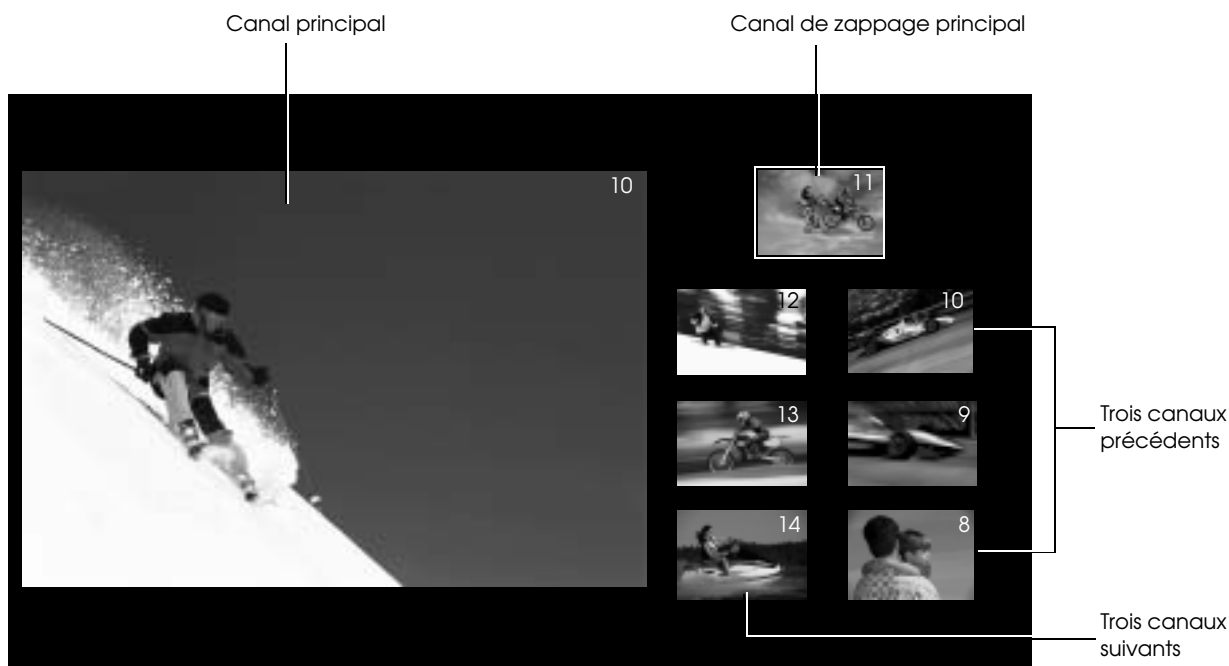 Canal principal
Canal de zappage principal
10
11
12
10
13
9
14
8
Trois canaux
précédents
Trois canaux
suivants